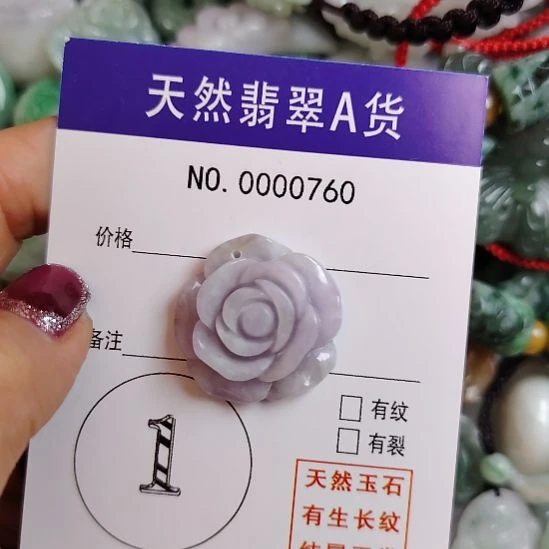 天然翡翠A货
NO.0000760
价格
备注
1
有纹
有裂
天然玉石
有生长纹